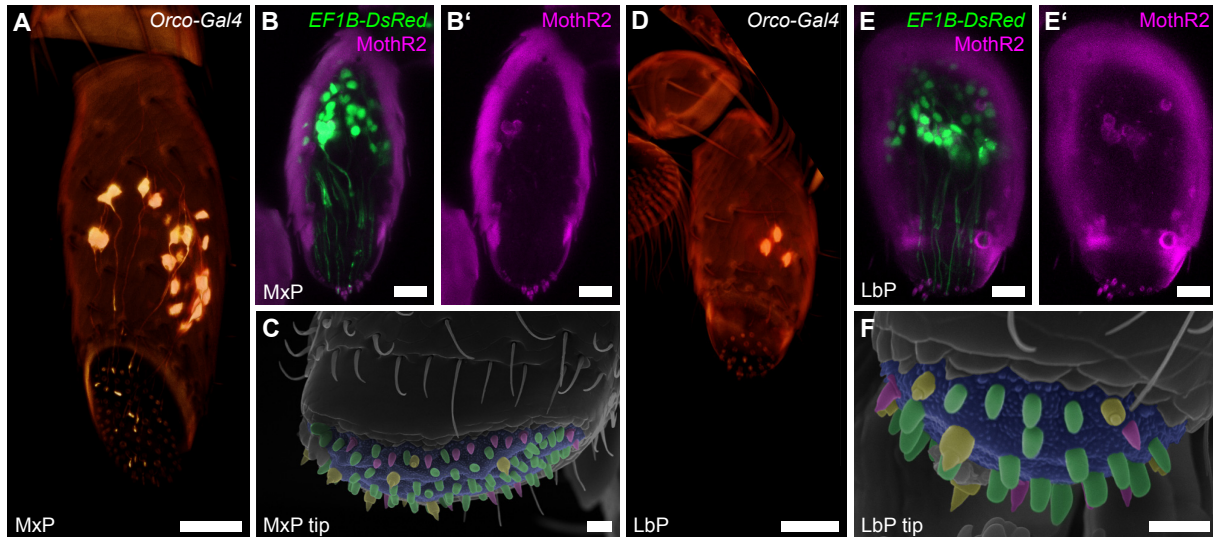 A
Orco-Gal4
MxP
B
EF1B-DsRed
MothR2
MxP
B‘
MothR2
C
MxP tip
D
Orco-Gal4
LbP
E
EF1B-DsRed
MothR2
LbP
E‘
MothR2
F
LbP tip